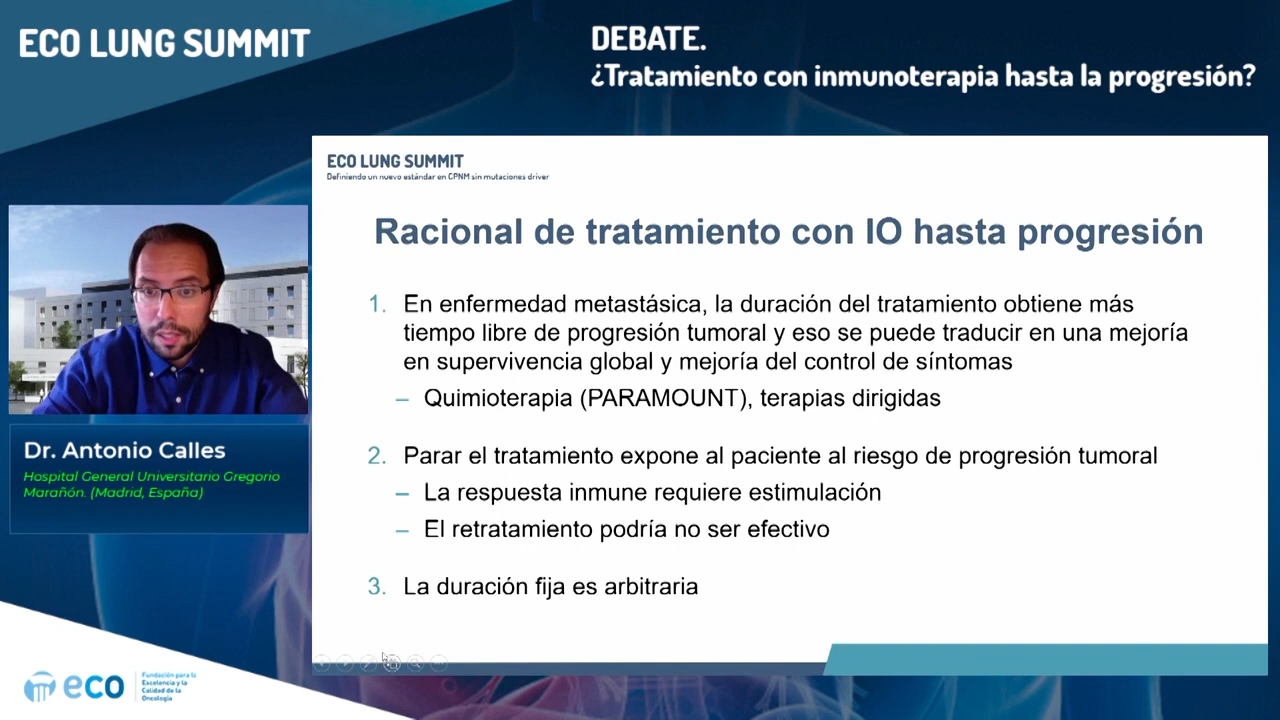 ECO LUNG SUMMIT
DEBATE.
¿Tratamiento con inmunoterapia hasta la progresión?
ECO LUNG SUMMIT
Definiendo un nuevo estándar en CPNM sin mutaciones driver
Racional de tratamiento con IO hasta progresión
1. En enfermedad metastásica, la duración del tratamiento obtiene más
tiempo libre de progresión tumoral y eso se puede traducir en una mejoría
en supervivencia global y mejoría del control de síntomas
– Quimioterapia (PARAMOUNT), terapias dirigidas
2. Parar el tratamiento expone al paciente al riesgo de progresión tumoral
– La respuesta inmune requiere estimulación
– El retratamiento podría no ser efectivo
3. La duración fija es arbitraria
Dr. Antonio Calles
Hospital General Universitario Gregorio
Marañón. (Madrid, España)
eco
Fundación para la
Excelencia y la
Calidad de la
Oncología